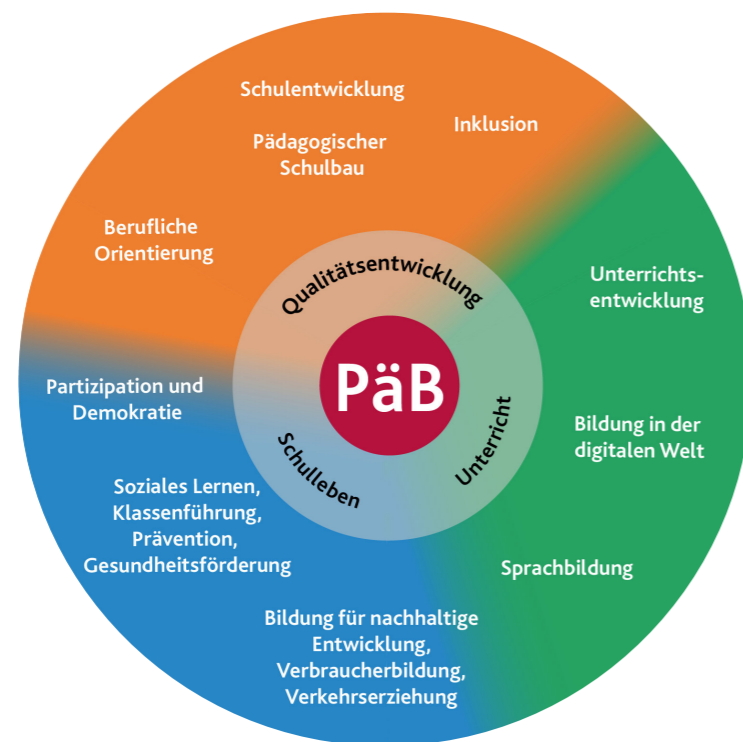 Schulentwicklung
Inklusion
Pädagogischer
Schulbau
Berufliche
Orientierung
Qualitätsentwicklung
Unterrichts-
entwicklung
PäB
Partizipation und
Demokratie
Schulleben
Unterricht
Bildung in der
digitalen Welt
Soziales Lernen,
Klassenführung,
Prävention,
Gesundheitsförderung
Sprachbildung
Bildung für nachhaltige
Entwicklung,
Verbraucherbildung,
Verkehrserziehung